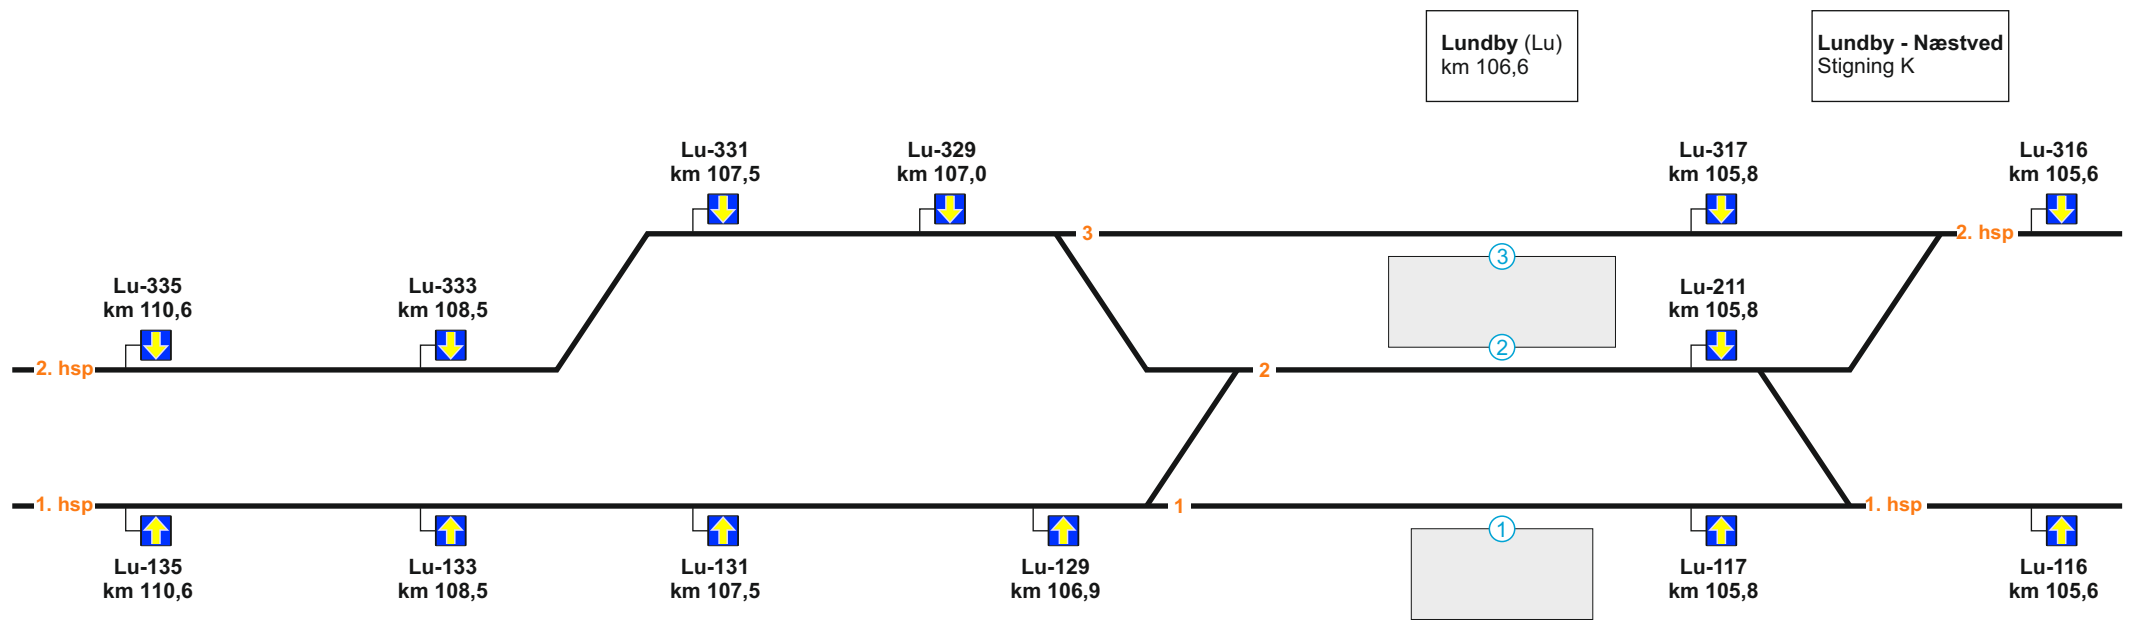 Lundby (Lu)
km 106,6
Lundby - Næstved
Stigning K
Lu-331
km 107,5
Lu-329
km 107,0
Lu-317
km 105,8
Lu-316
km 105,6
3
2. hsp
3
Lu-335
km 110,6
Lu-333
km 108,5
Lu-211
km 105,8
2
2. hsp
2
1. hsp
1
1. hsp
1
Lu-135
km 110,6
Lu-133
km 108,5
Lu-131
km 107,5
Lu-129
km 106,9
Lu-117
km 105,8
Lu-116
km 105,6